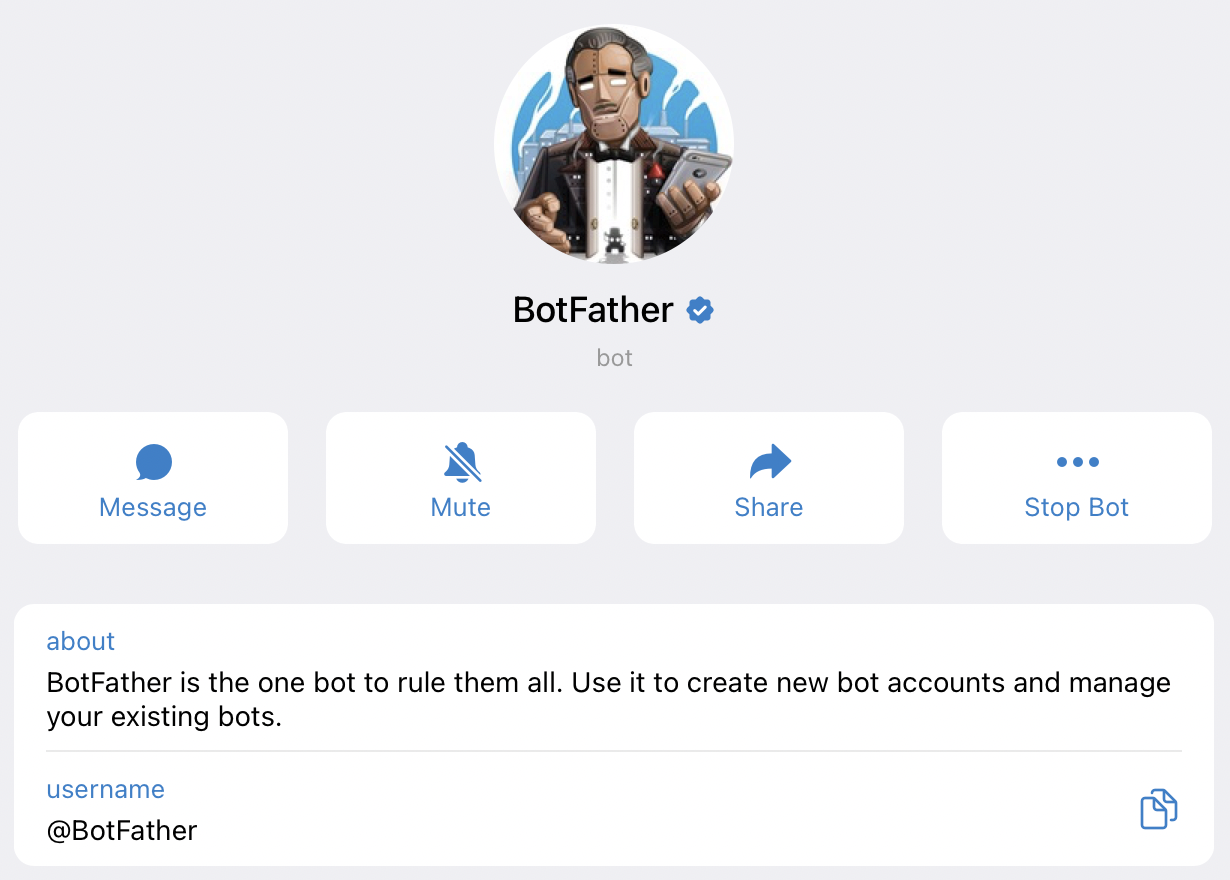 BotFather
bot
Message
Mute
Share
Stop Bot
about
BotFather is the one bot to rule them all. Use it to create new bot accounts and manage
your existing bots.
username
@BotFather